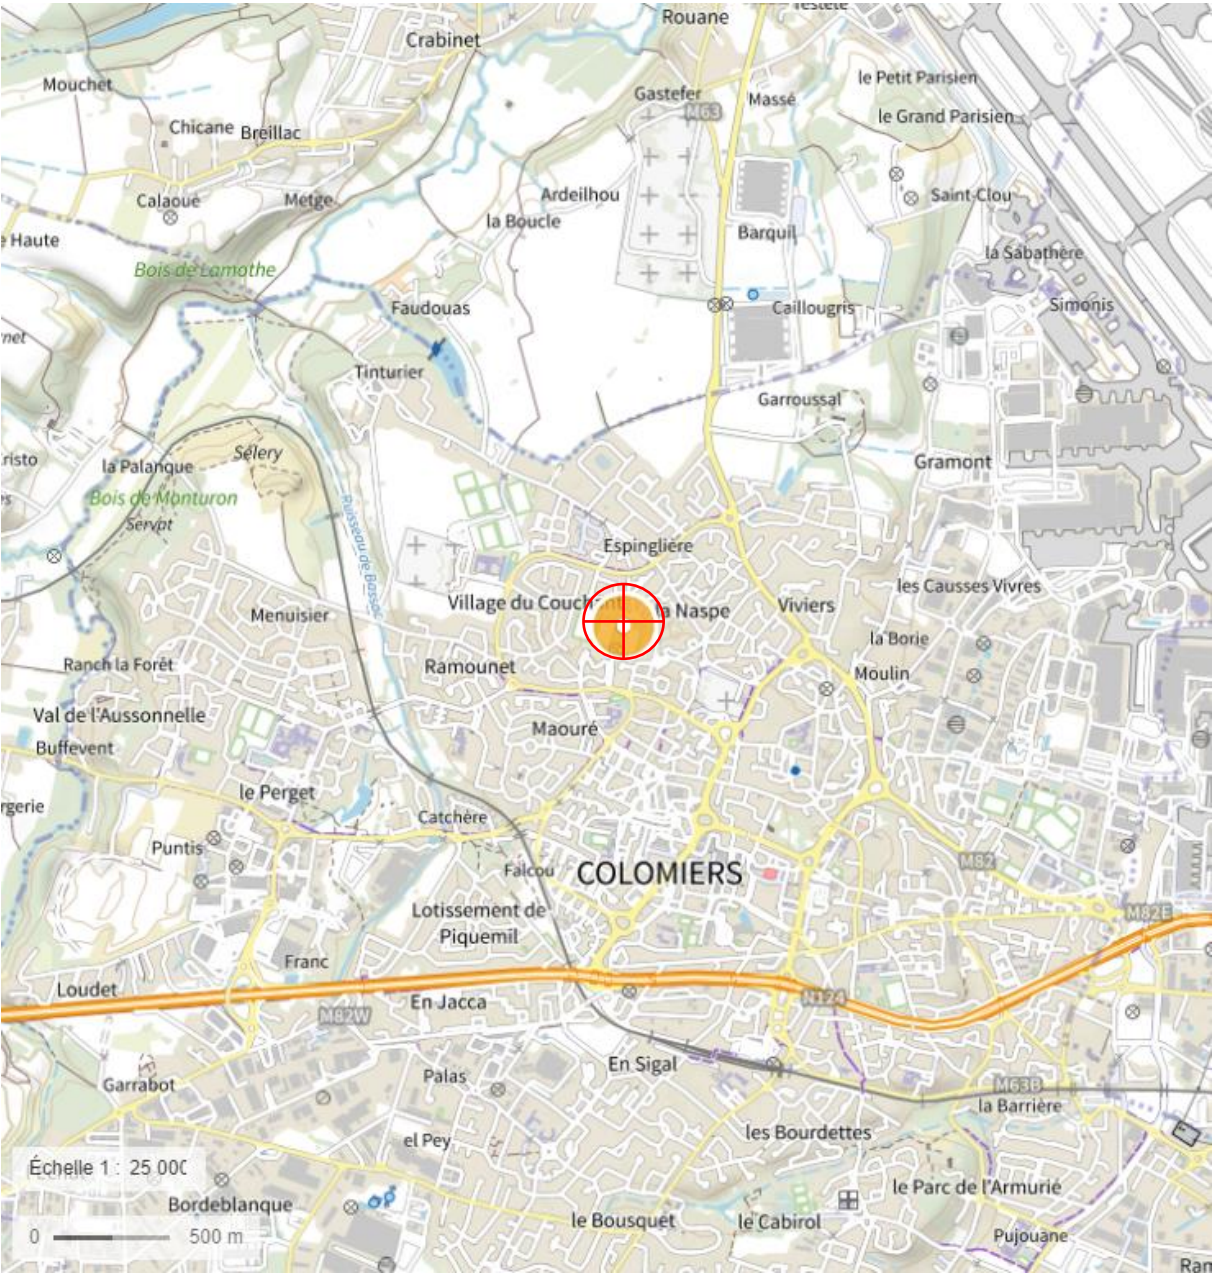 Rouane
Crabinet
Mouchet
le Petit Parisien
Gastefer
Massé
M63
le Grand Parisien
Chicane
Breillac
Calaoué
Metge
Ardeilhou
Saint-Clou
la Boucle
Barquil
Haute
la Sabathère
Bois de Lamothe
Faudouas
Caillougris
Simonis
Tinturier
Garroussal
Sélery
la Palanque
Gramont
Bois de Monturon
Servat
Ruisseau de Bassac
Espinglière
les Causses Vivres
Village du Couchant
la Naspe
Viviers
Menuisier
la Borie
Ranch la Forêt
Ramounet
Moulin
Val de l'Aussonnelle
Maouré
Buffevent
le Perget
rgerie
Catchère
Puntis
M82
Falcou
COLOMIERS
Lotissement de
Piquemil
M82E
Franc
Loudet
En Jacca
N124
M82W
En Sigal
Palas
Garrabot
M63B
la Barrière
les Bourdettes
el Pey
Échelle 1 : 25 000
le Parc de l'Armurié
Bordeblanque
le Bousquet
le Cabirol
0
500 m
Pujouane
Ram